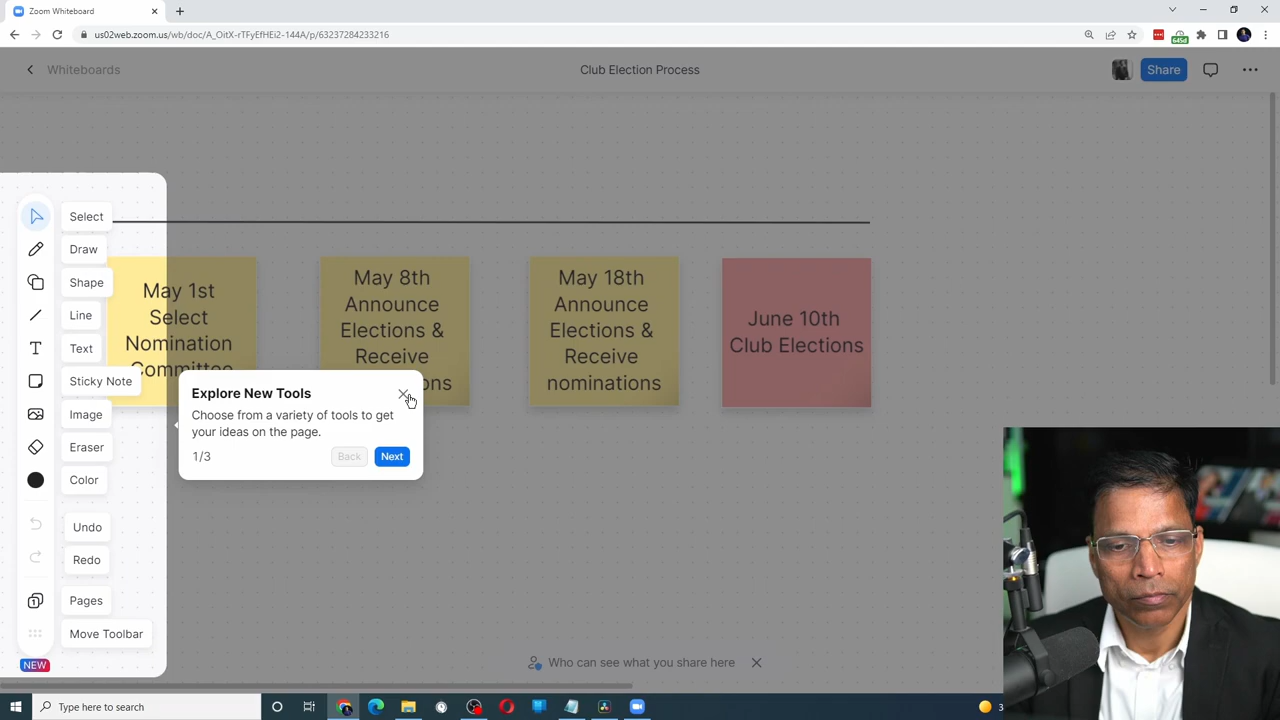 Zoom Whiteboard
us02web.zoom.us/wb/doc/A_OitX-rTFyEfHEi2-144A/p/63237284233216
645d
Whiteboards
Club Election Process
Share
Select
Draw
Shape
Line
Text
Sticky Note
Image
Eraser
Color
Undo
Redo
Pages
Move Toolbar
NEW
May 1st
Select
Nomination
Committee
May 8th
Announce
Elections &
Receive
ons
May 18th
Announce
Elections &
Receive
nominations
June 10th
Club Elections
Explore New Tools
Choose from a variety of tools to get
your ideas on the page.
1/3
Back
Next
Who can see what you share here
Type here to search
3